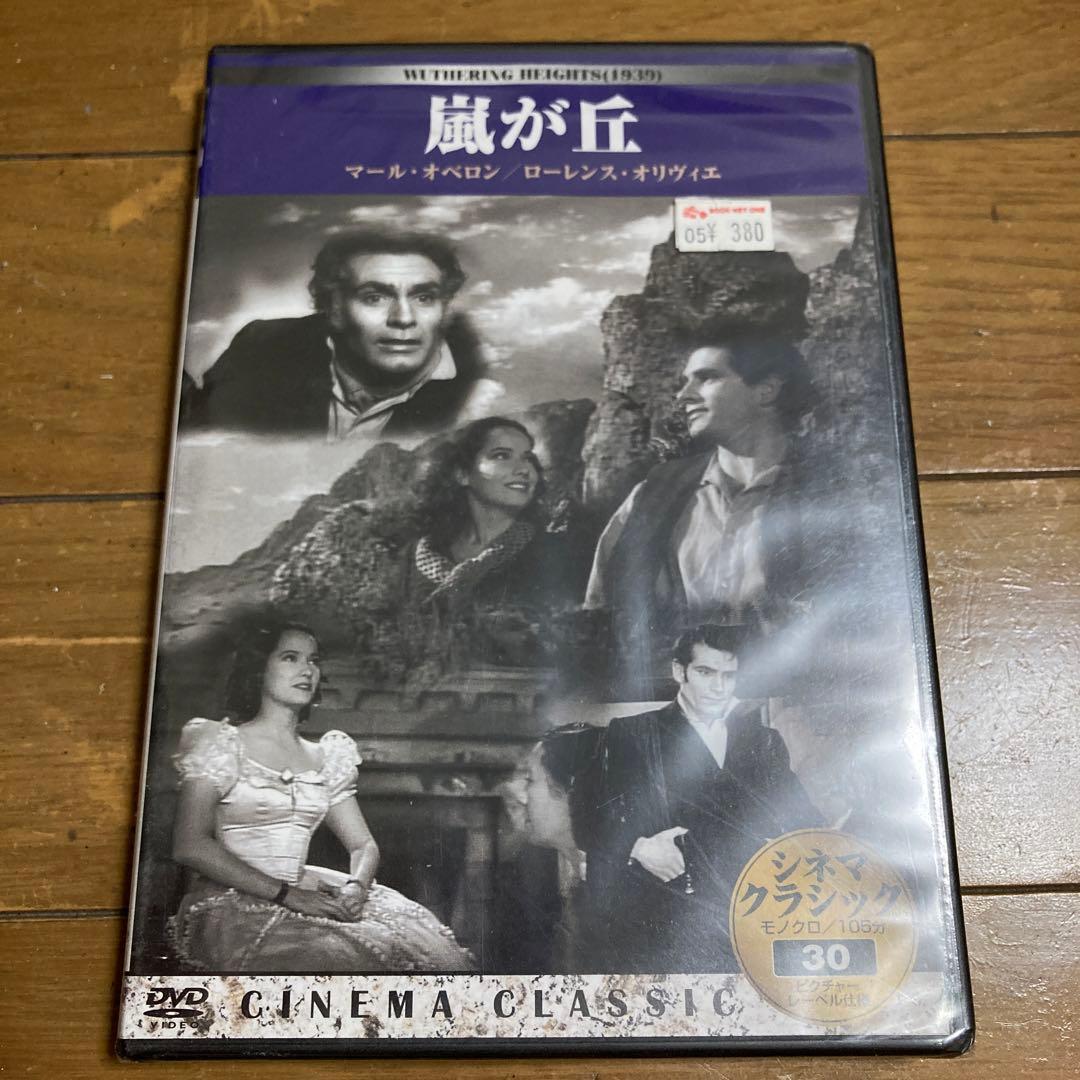 WUTHERING HEIGHTS(1939)
嵐が丘
マール・オベロン／ローレンス・オリヴィエ
BOOK NET ONE
05¥ 380
シネマ
クラシック
モノクロ／105分
30
ピクチャー
レーベル仕様
DVD
VIDEO
CINEMA CLASSIC